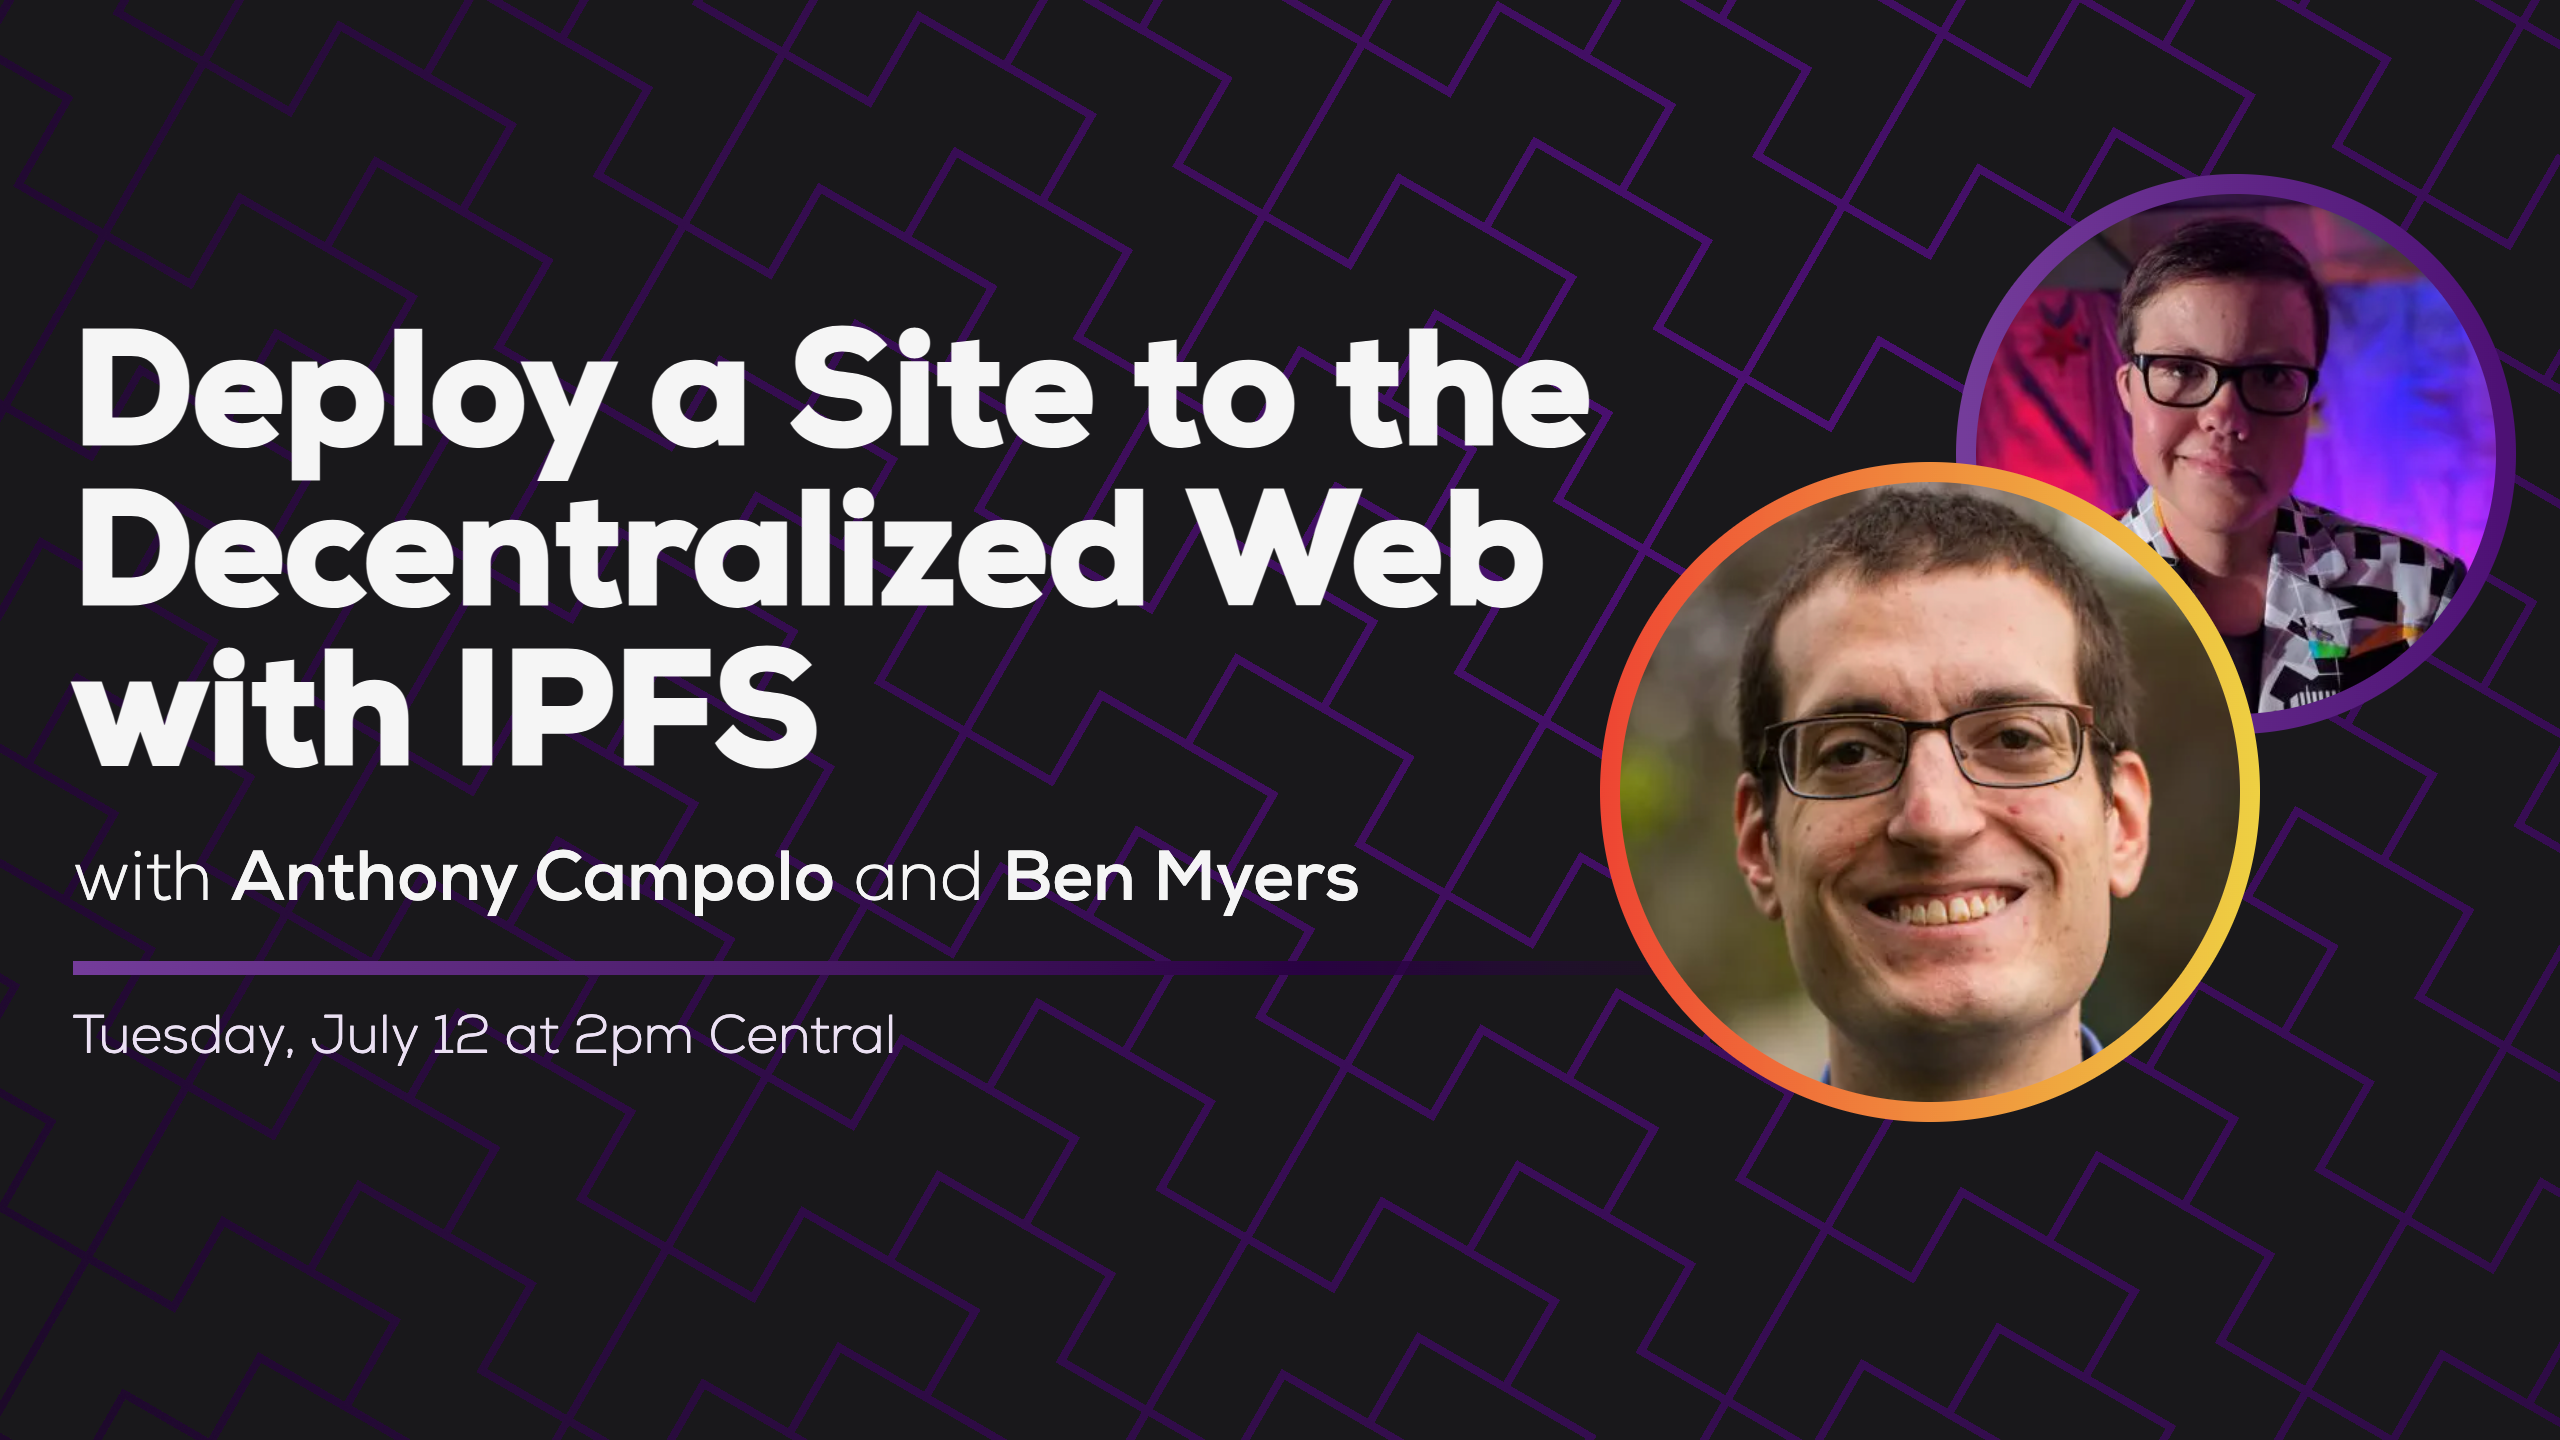 Deploy a Site to the
Decentralized Web
with IPFS
with Anthony Campolo and Ben Myers
Tuesday, July 12 at 2pm Central